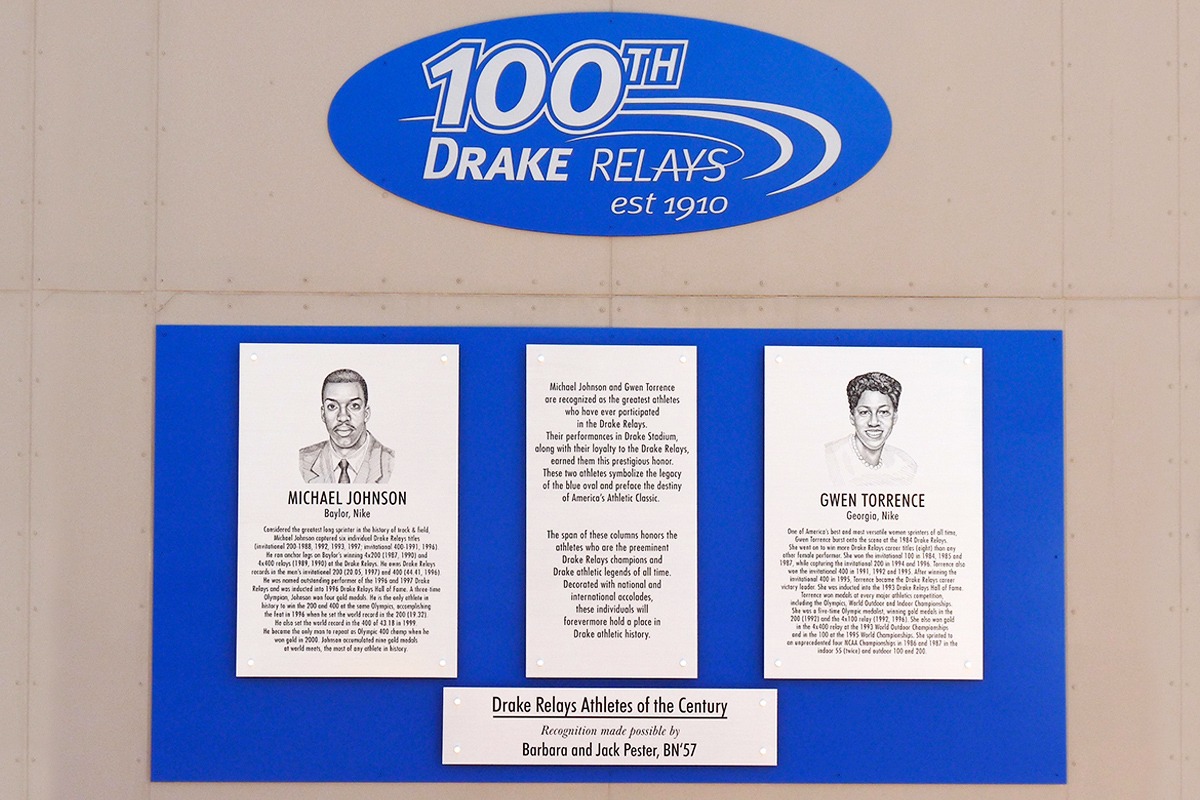 100TH
DRAKE RELAYS
est 1910
MICHAEL JOHNSON
Baylor, Nike
Considered the greatest long sprinter in the history of track & field,
Michael Johnson captured six individual Drake Relays titles
(invitational 200-1988, 1992, 1993, 1997; invitational 400-1991, 1996).
He ran anchor legs on Baylor's winning 4x200 (1987, 1990) and
4x400 relays (1989, 1990) at the Drake Relays. He owns Drake Relays
records in the men's invitational 200 (20.05, 1997) and 400 (44.41, 1996).
He was named outstanding performer of the 1996 and 1997 Drake
Relays and was inducted into 1996 Drake Relays Hall of Fame. A three-time
Olympian, Johnson won four gold medals. He is the only athlete in
history to win the 200 and 400 at the same Olympics, accomplishing
the feat in 1996 when he set the world record in the 200 (19.32).
He also set the world record in the 400 of 43.18 in 1999.
He became the only man to repeat as Olympic 400 champ when he
won gold in 2000. Johnson accumulated nine gold medals
at world meets, the most of any athlete in history.
Michael Johnson and Gwen Torrence
are recognized as the greatest athletes
who have ever participated
in the Drake Relays.
Their performances in Drake Stadium,
along with their loyalty to the Drake Relays,
earned them this prestigious honor.
These two athletes symbolize the legacy
of the blue oval and preface the destiny
of America's Athletic Classic.
The span of these columns honors the
athletes who are the preeminent
Drake Relays champions and
Drake athletic legends of all time.
Decorated with national and
international accolades,
these individuals will
forevermore hold a place in
Drake athletic history.
GWEN TORRENCE
Georgia, Nike
One of America's best and most versatile women sprinters of all time,
Gwen Torrence burst onto the scene at the 1984 Drake Relays.
She went on to win more Drake Relays career titles (eight) than any
other female performer. She won the invitational 100 in 1984, 1985 and
1987, while capturing the invitational 200 in 1994 and 1996. Torrence also
won the invitational 400 in 1991, 1992 and 1995. After winning the
invitational 400 in 1995, Torrence became the Drake Relays career
victory leader. She was inducted into the 1993 Drake Relays Hall of Fame.
Torrence won medals at every major athletics competition,
including the Olympics, World Outdoor and Indoor Championships.
She was a five-time Olympic medalist, winning gold medals in the
200 (1992) and the 4x100 relay (1992, 1996). She also won gold
in the 4x400 relay at the 1993 World Outdoor Championships
and in the 100 at the 1995 World Championships. She sprinted to
an unprecedented four NCAA Championships in 1986 and 1987 in the
indoor 55 (twice) and outdoor 100 and 200.
Drake Relays Athletes of the Century
Recognition made possible by
Barbara and Jack Pester, BN'57